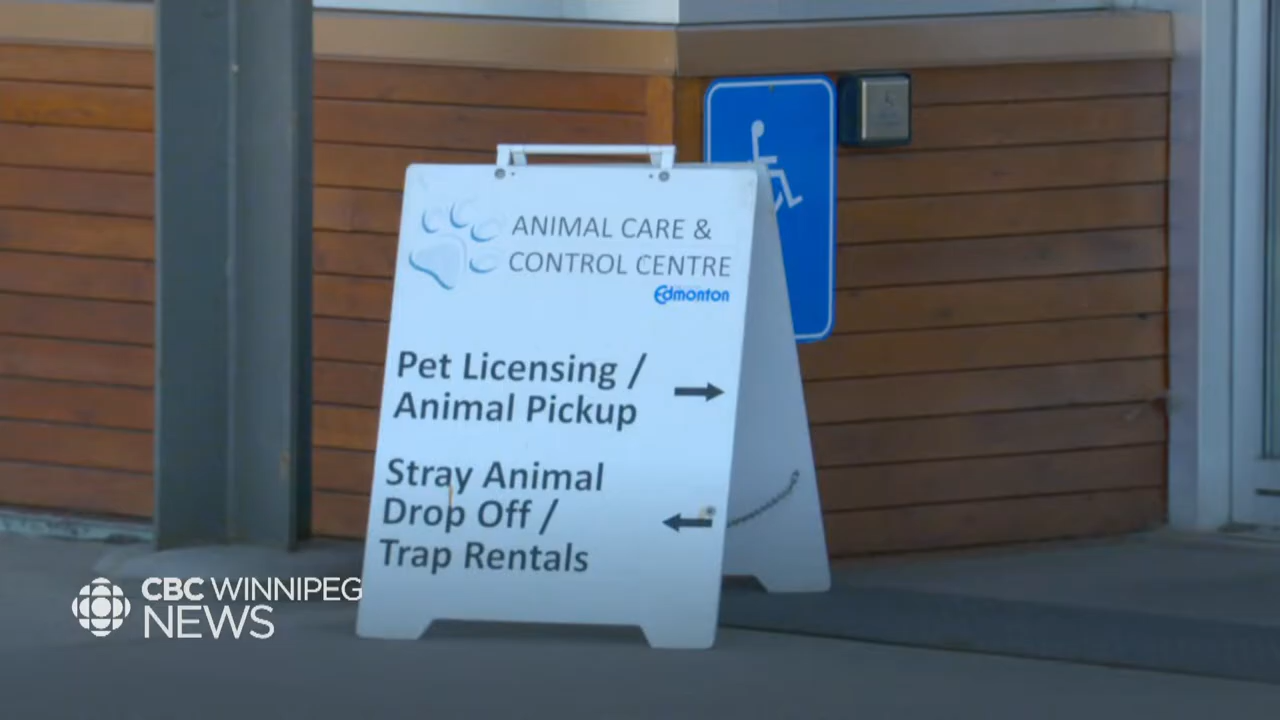 ANIMAL CARE &
CONTROL CENTRE
Edmonton
Pet Licensing /
Animal Pickup
Stray Animal
Drop Off /
Trap Rentals
CBC WINNIPEG
NEWS